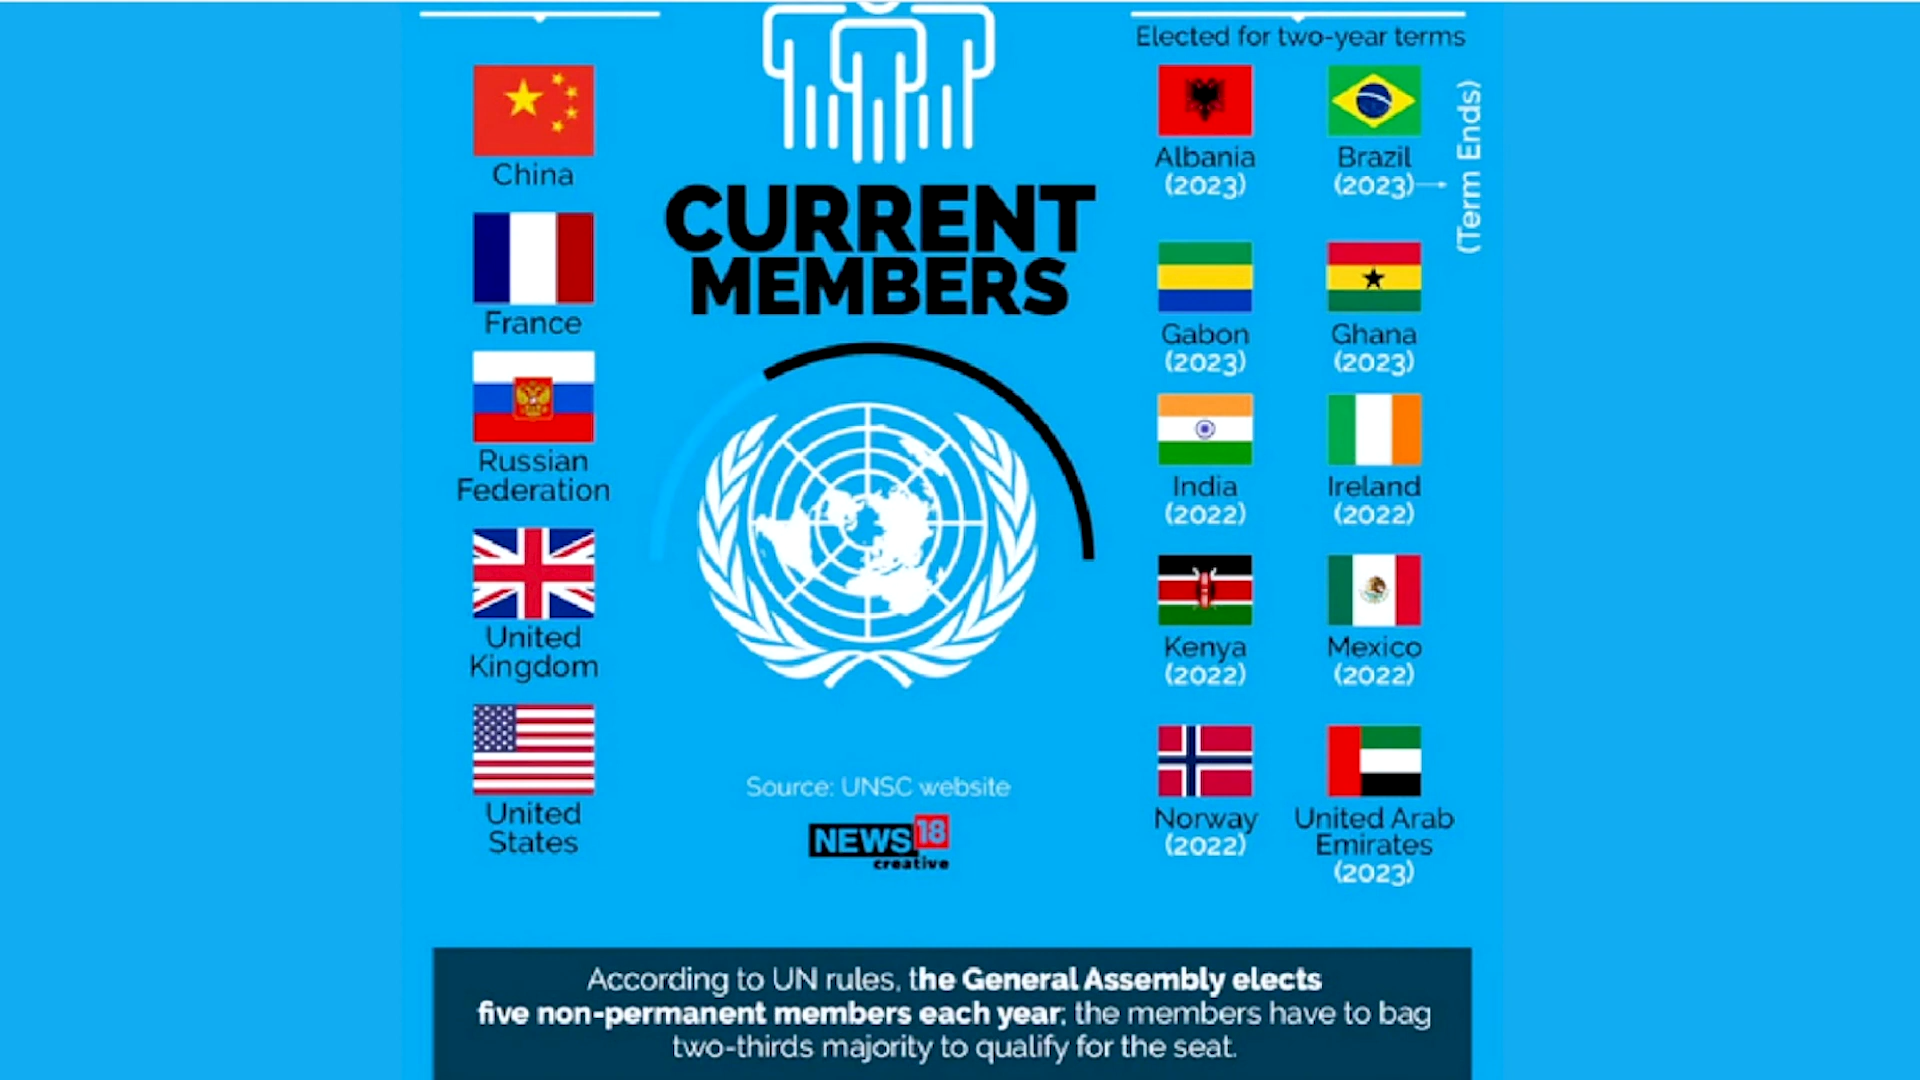 China
France
Russian
Federation
United
Kingdom
United
States
CURRENT
MEMBERS
Source: UNSC website
NEWS 18
creative
Elected for two-year terms
Albania
(2023)
Brazil
(2023)
(Term Ends)
Gabon
(2023)
Ghana
(2023)
India
(2022)
Ireland
(2022)
Kenya
(2022)
Mexico
(2022)
Norway
(2022)
United Arab
Emirates
(2023)
According to UN rules, the General Assembly elects
five non-permanent members each year; the members have to bag
two-thirds majority to qualify for the seat.